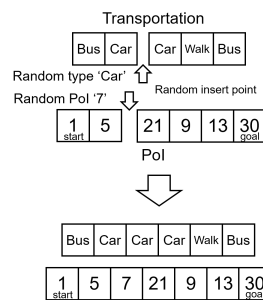 Transportation
Bus Car Car Walk Bus
Random type 'Car'
Random insert point
Random PoI '7'
1 5 21 9 13 30
start goal
PoI
Bus Car Car Car Walk Bus
1 5 7 21 9 13 30
start goal